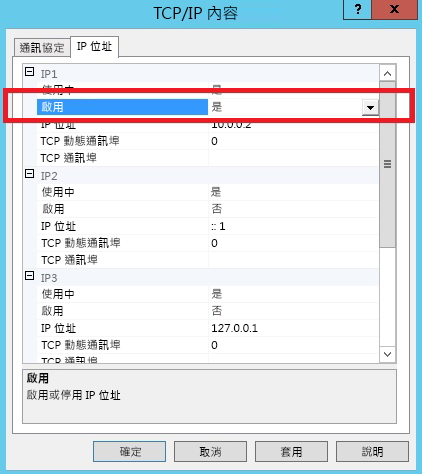 TCP/IP 內容
? x
通訊協定 IP 位址
IP1
使用中 是
啟用 是
IP 位址 10.0.0.2
TCP 動態通訊埠 0
TCP 通訊埠
IP2
使用中 是
啟用 否
IP 位址 :: 1
TCP 動態通訊埠 0
TCP 通訊埠
IP3
使用中 是
啟用 否
IP 位址 127.0.0.1
TCP 動態通訊埠 0
TCP 通訊埠
啟用
啟用或停用 IP 位址
確定 取消 套用 說明